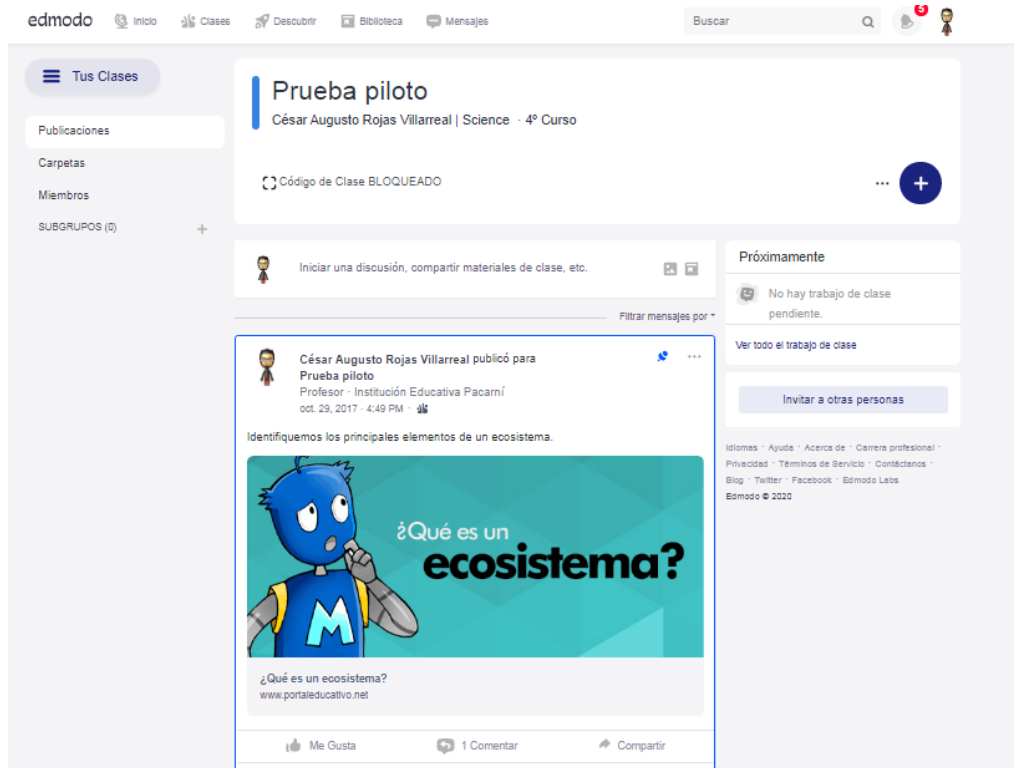 edmodo
Inicio
Clases
Descubrir
Biblioteca
Mensajes
Buscar
5
Tus Clases
Publicaciones
Carpetas
Miembros
SUBGRUPOS (0)
+
Prueba piloto
César Augusto Rojas Villarreal | Science · 4º Curso
Código de Clase BLOQUEADO
...
+
Iniciar una discusión, compartir materiales de clase, etc.
Filtrar mensajes por
César Augusto Rojas Villarreal publicó para
Prueba piloto
Profesor · Institución Educativa Pacarní
oct. 29, 2017 · 4:49 PM ·
...
Identifiquemos los principales elementos de un ecosistema.
¿Qué es un
ecosistema?
M
¿Qué es un ecosistema?
www.portaleducativo.net
Me Gusta
1 Comentar
Compartir
Próximamente
No hay trabajo de clase
pendiente.
Ver todo el trabajo de clase
Invitar a otras personas
Idiomas · Ayuda · Acerca de · Carrera profesional ·
Privacidad · Términos de Servicio · Contáctanos ·
Blog · Twitter · Facebook · Edmodo Labs
Edmodo © 2020